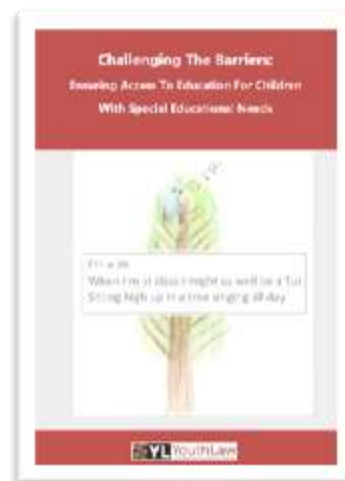 Challenging The Barriers:
Ensuring Access To Education For Children
With Special Educational Needs
I'm a
When I'm in class I might as well be a Tui
Sitting high up in a tree singing all day
YL YouthLaw